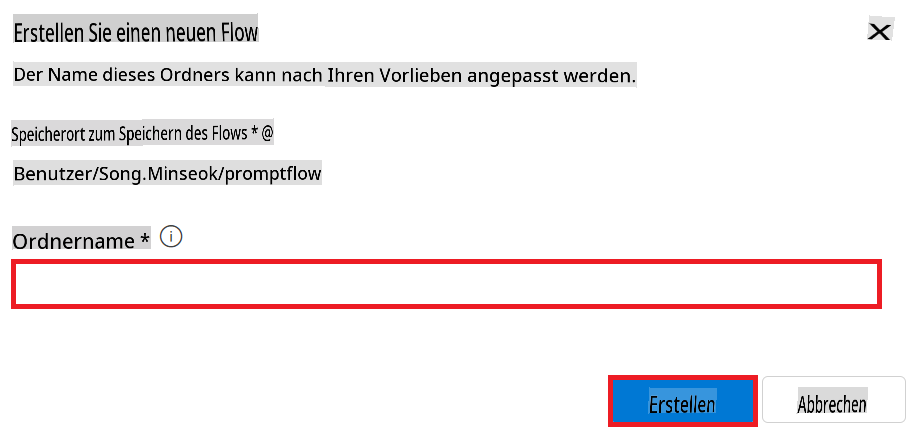 Erstellen Sie einen neuen Flow
Der Name dieses Ordners kann nach Ihren Vorlieben angepasst werden.
Speicherort zum Speichern des Flows * @
Benutzer/Song.Minseok/promptflow
Ordnername *
Erstellen
Abbrechen